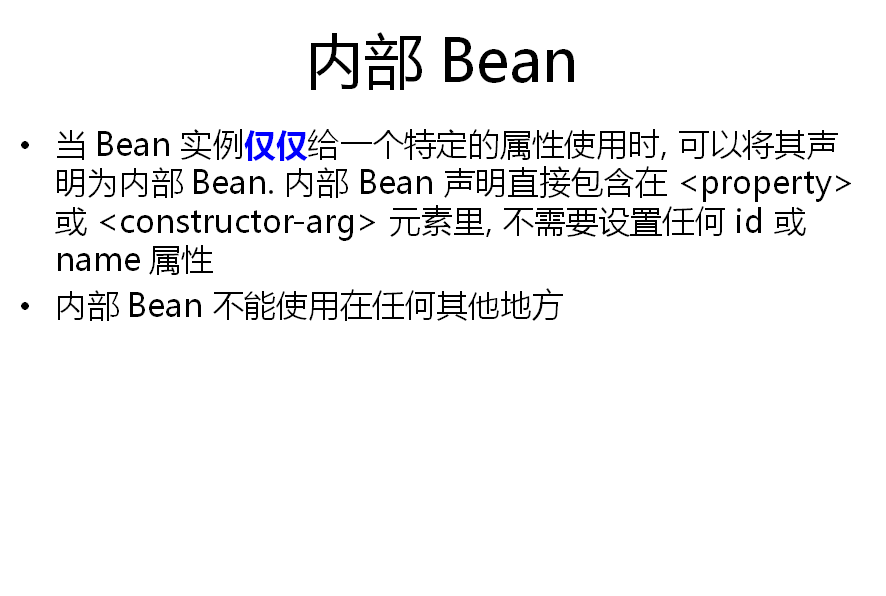 内部 Bean
• 当 Bean 实例仅仅给一个特定的属性使用时, 可以将其声
明为内部 Bean. 内部 Bean 声明直接包含在 <property>
或 <constructor-arg> 元素里, 不需要设置任何 id 或
name 属性
• 内部 Bean 不能使用在任何其他地方